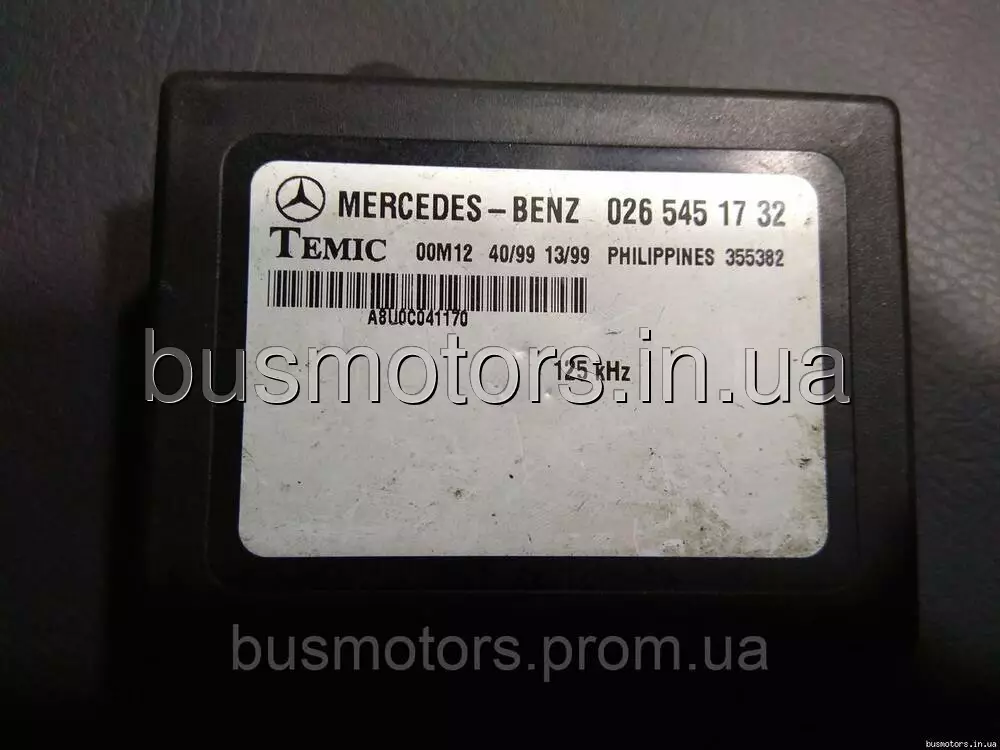 MERCEDES-BENZ 026 545 17 32
TEMIC 00M12 40/99 13/99 PHILIPPINES 355382
A8U0C041170
busmotors.in.ua
125 kHz
busmotors.prom.ua
busmotors.in.ua